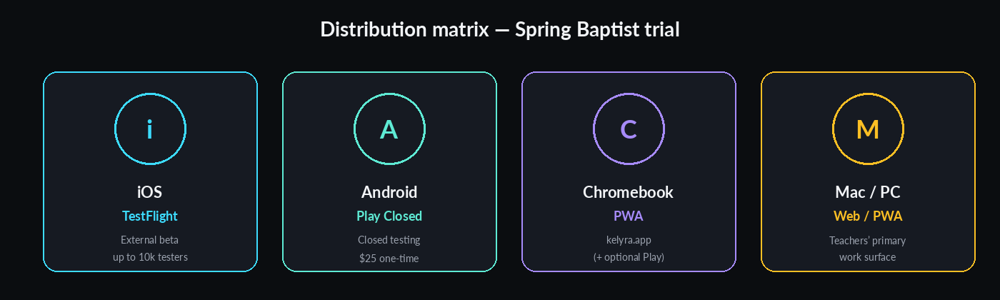 Distribution matrix — Spring Baptist trial
i
iOS
TestFlight
External beta
up to 10k testers
A
Android
Play Closed
Closed testing
$25 one-time
C
Chromebook
PWA
kelyra.app
(+ optional Play)
M
Mac / PC
Web / PWA
Teachers’ primary
work surface